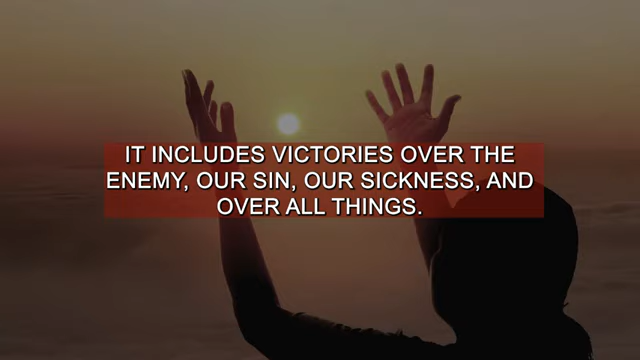 IT INCLUDES VICTORIES OVER THE
ENEMY, OUR SIN, OUR SICKNESS, AND
OVER ALL THINGS.